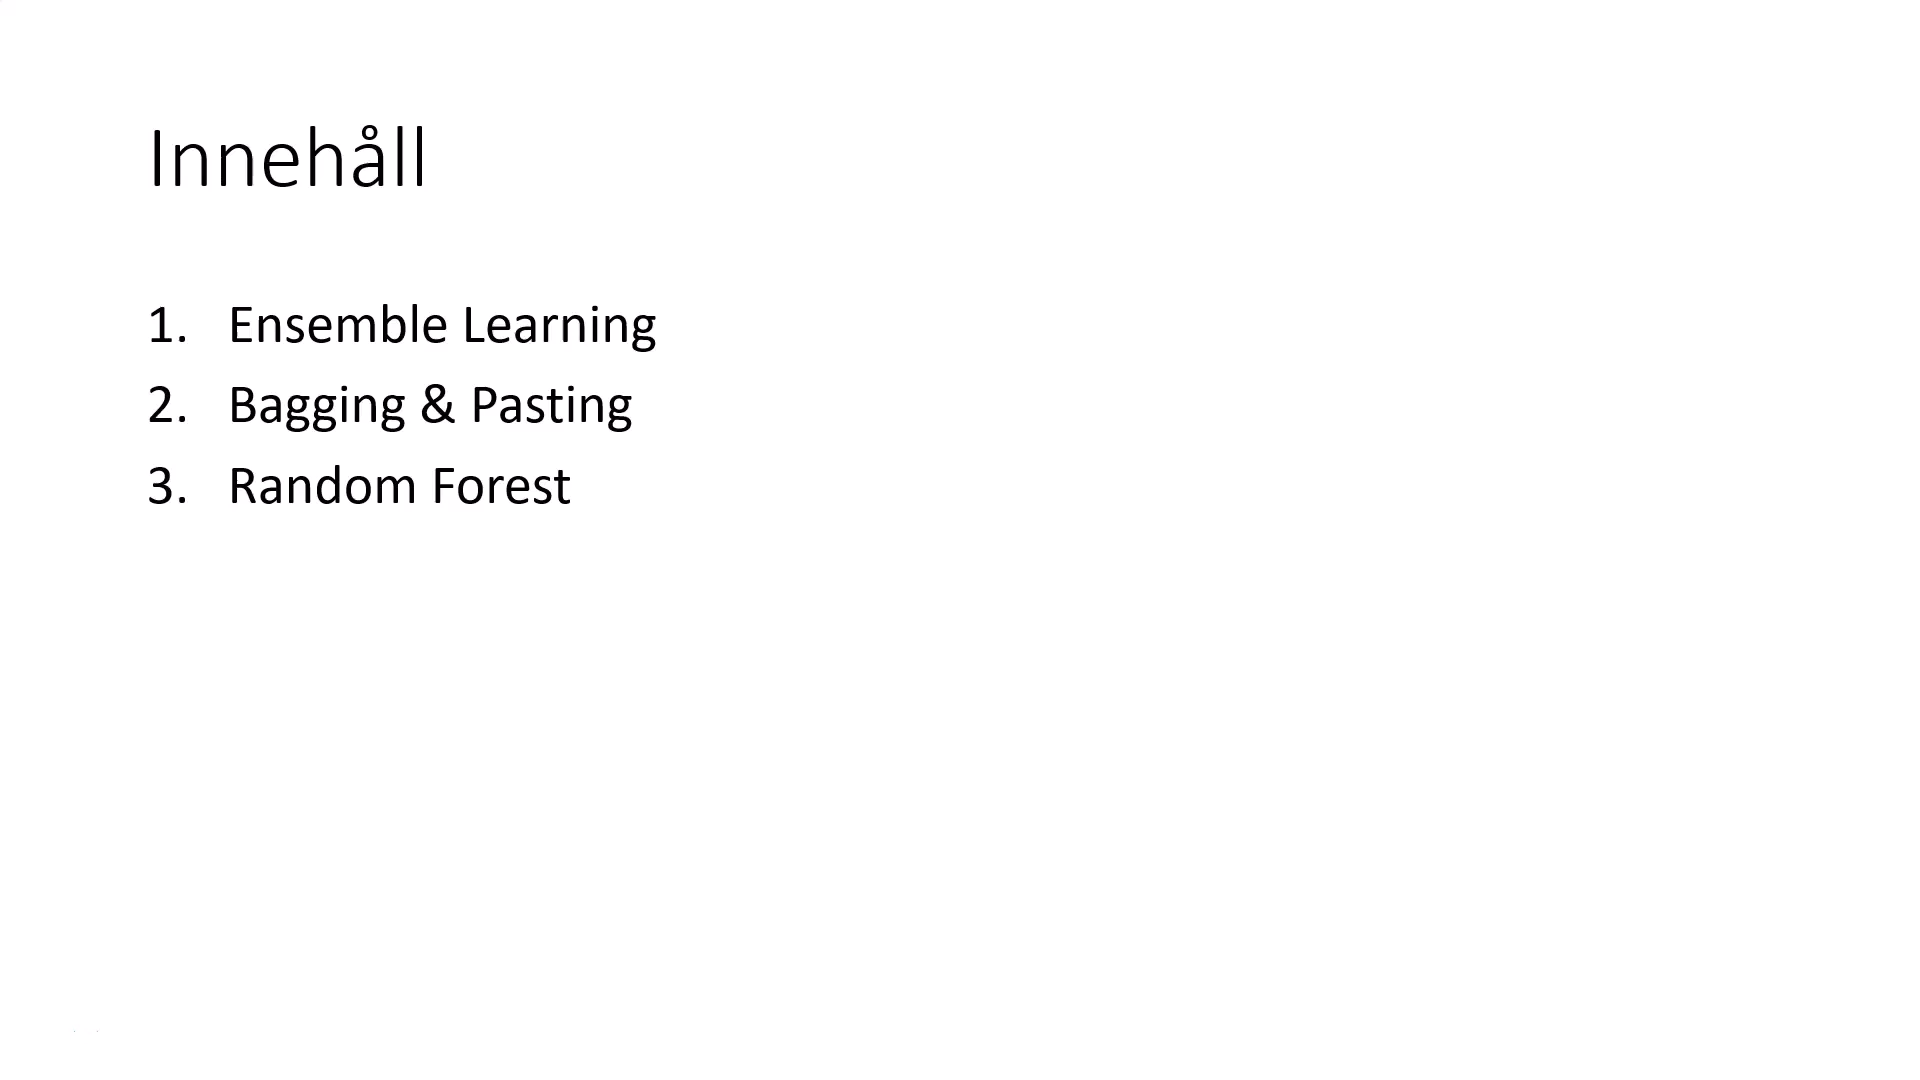 Innehåll
1. Ensemble Learning
2. Bagging & Pasting
3. Random Forest